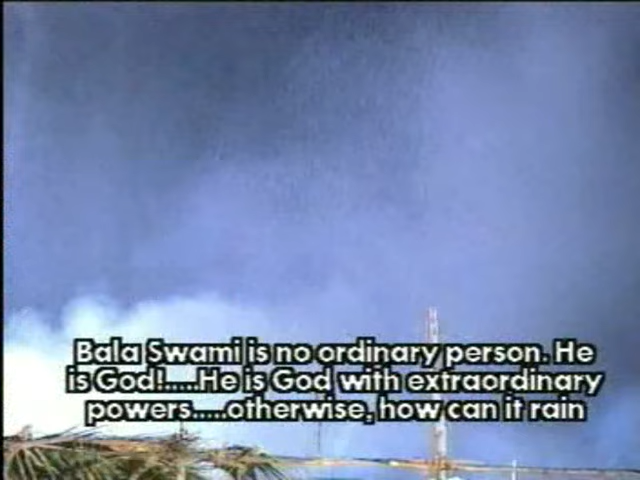 Bala Swami is no ordinary person. He
is God!.....He is God with extraordinary
powers.....otherwise, how can it rain